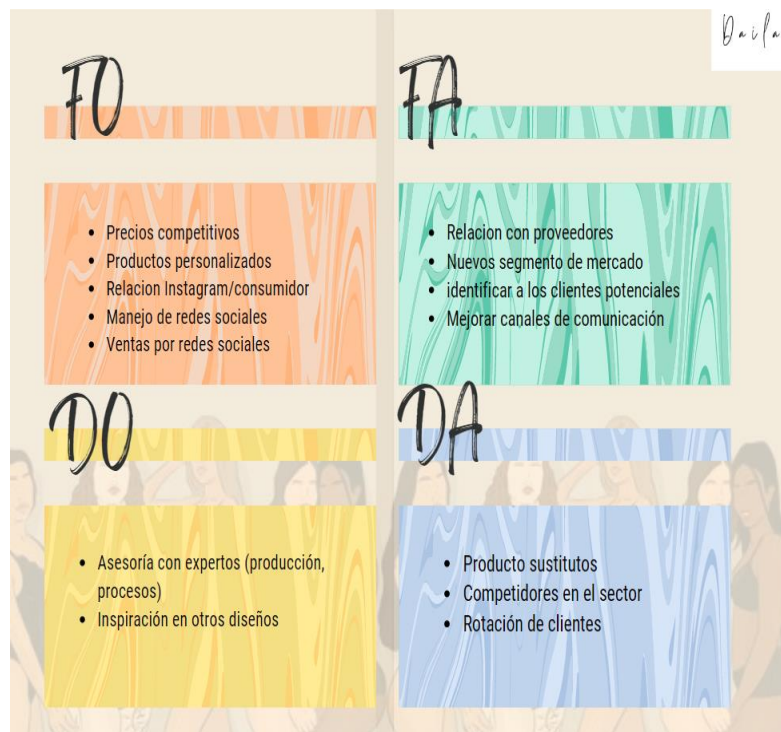 Daila
FO
FA
• Precios competitivos
• Productos personalizados
• Relacion Instagram/consumidor
• Manejo de redes sociales
• Ventas por redes sociales
• Relacion con proveedores
• Nuevos segmento de mercado
• identificar a los clientes potenciales
• Mejorar canales de comunicación
DO
DA
• Asesoría con expertos (producción,
procesos)
• Inspiración en otros diseños
• Producto sustitutos
• Competidores en el sector
• Rotación de clientes